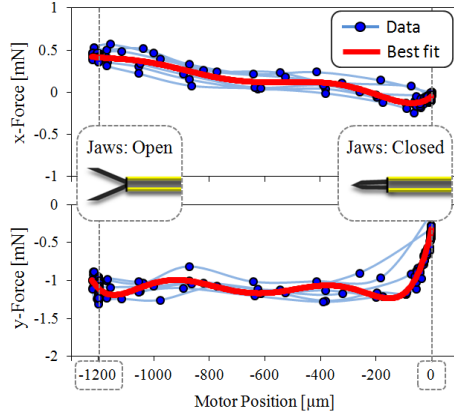 1
0.5
0
-0.5
-1
x-Force [mN]
Data
Best fit
Jaws: Open
Jaws: Closed
0
-0.5
-1
-1.5
-2
y-Force [mN]
-1200 -1000 -800 -600 -400 -200 0
Motor Position [µm]